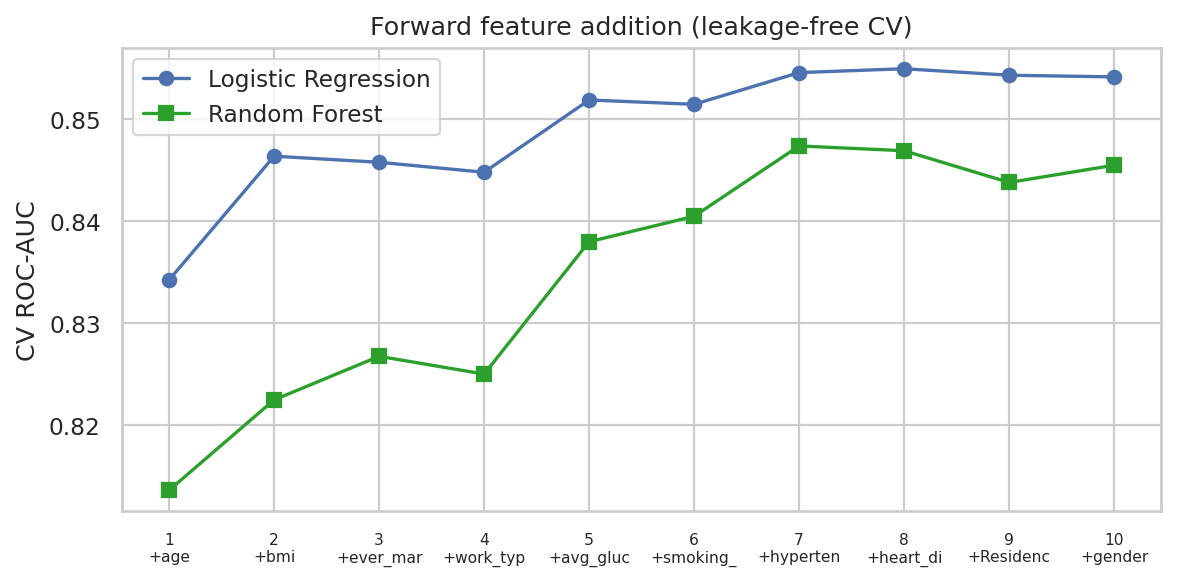 Forward feature addition (leakage-free CV)
Logistic Regression
Random Forest
CV ROC-AUC
0.85
0.84
0.83
0.82
1 2 3 4 5 6 7 8 9 10
+age +bmi +ever_mar +work_typ +avg_gluc +smoking_ +hyperten +heart_di +Residenc +gender